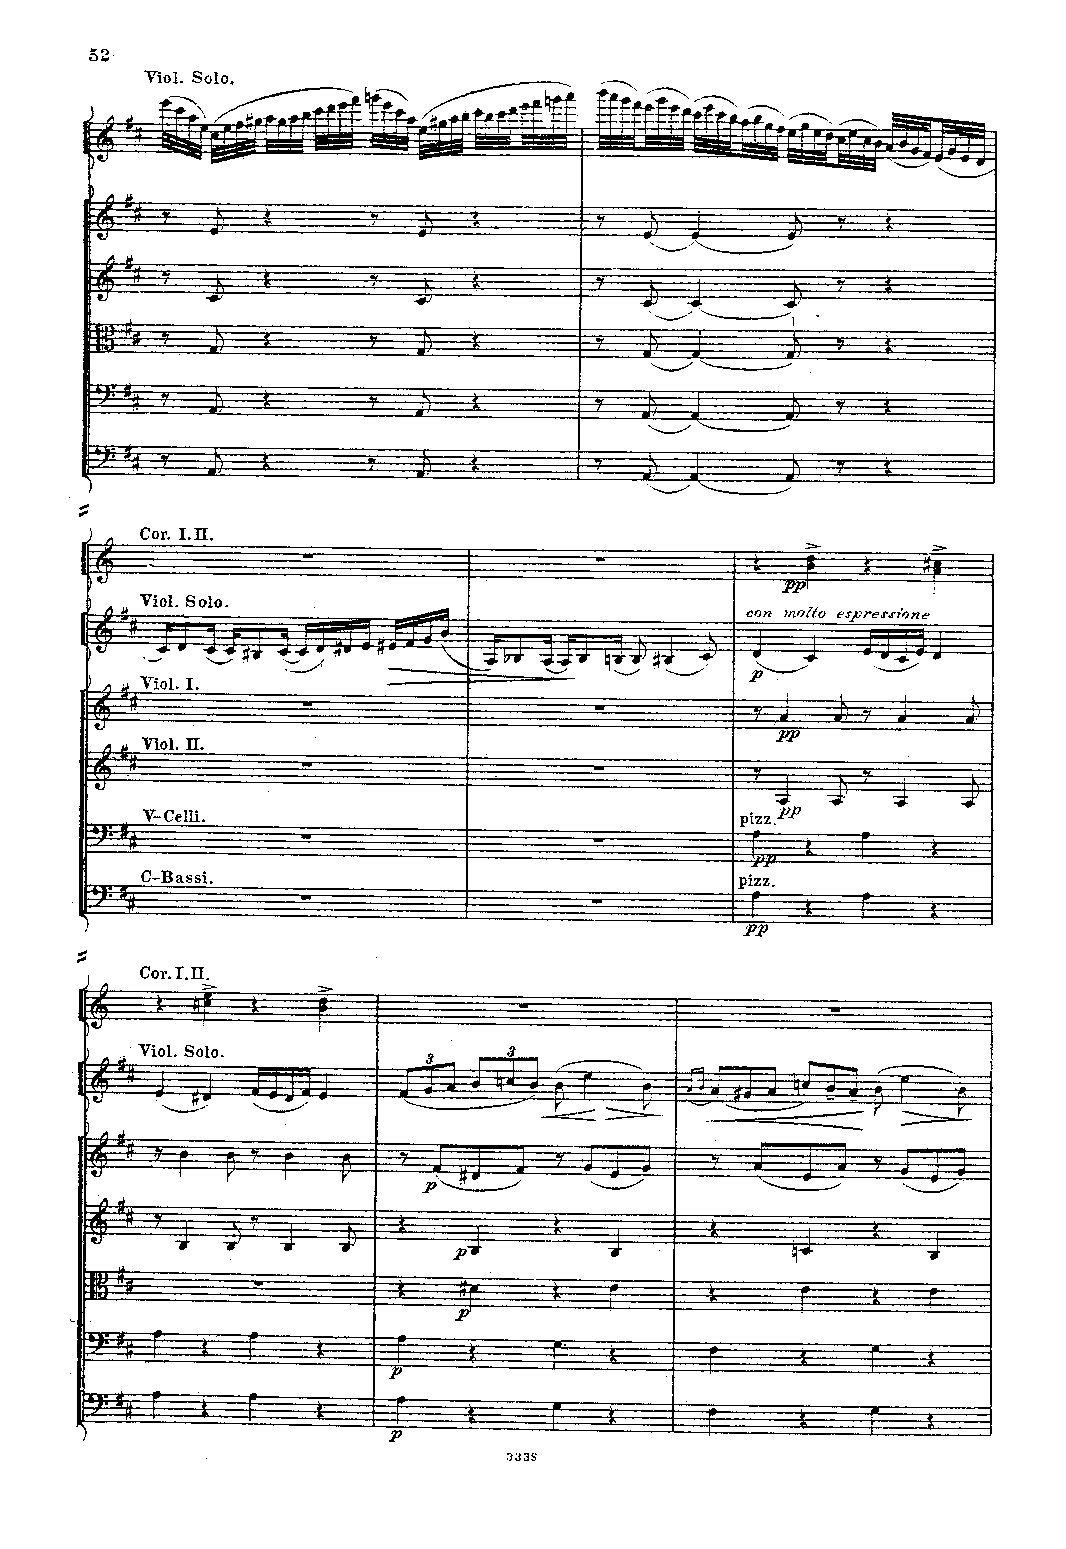 52
Viol. Solo.
Cor. I. II.
pp
Viol. Solo.
con molto espressione
p
Viol. I.
pp
Viol. II.
pp
V-Celli.
pizz.
pp
C-Bassi.
pizz.
pp
Cor. I. II.
Viol. Solo.
3 3
p
p
p
p
p
3338